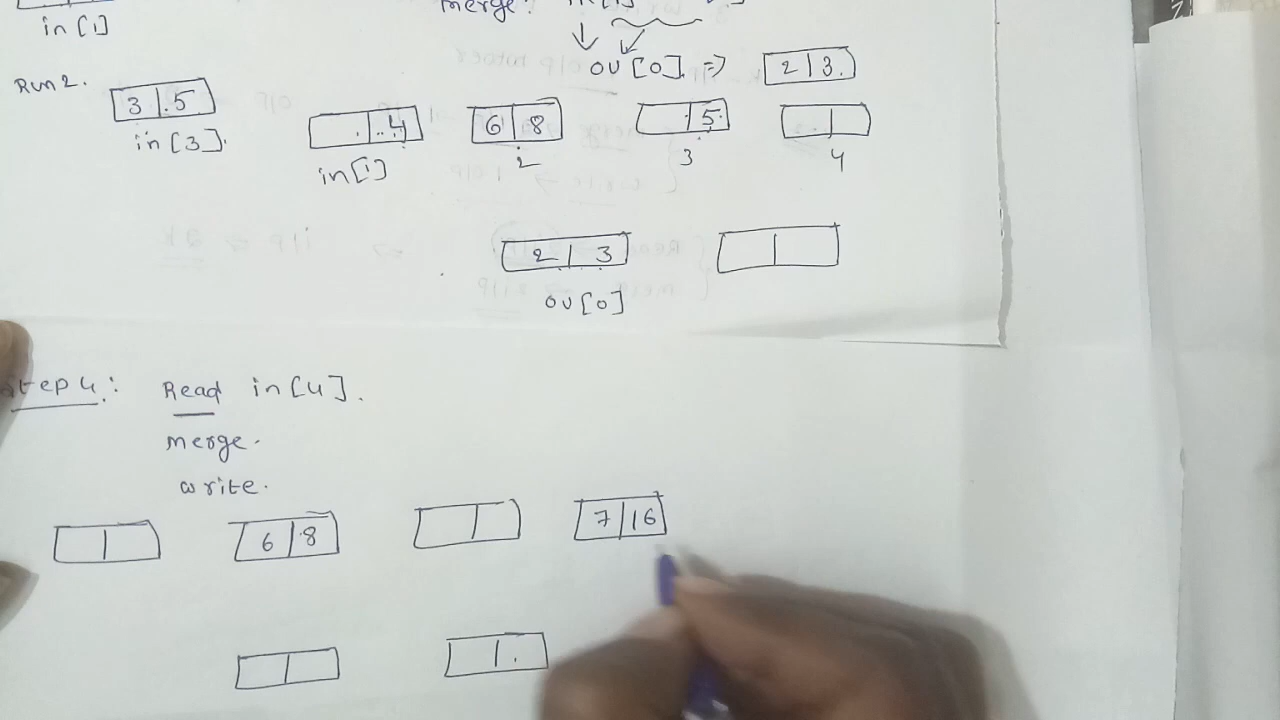 in [1]
merge:
ou [0] => 2 | 3
Run 2.
3 | 5
in [3]
4
6 | 8
5
in [1]
2
3
4
2 | 3
ou [0]
Step 4: Read in [4].
merge.
write.
6 | 8
7 | 16